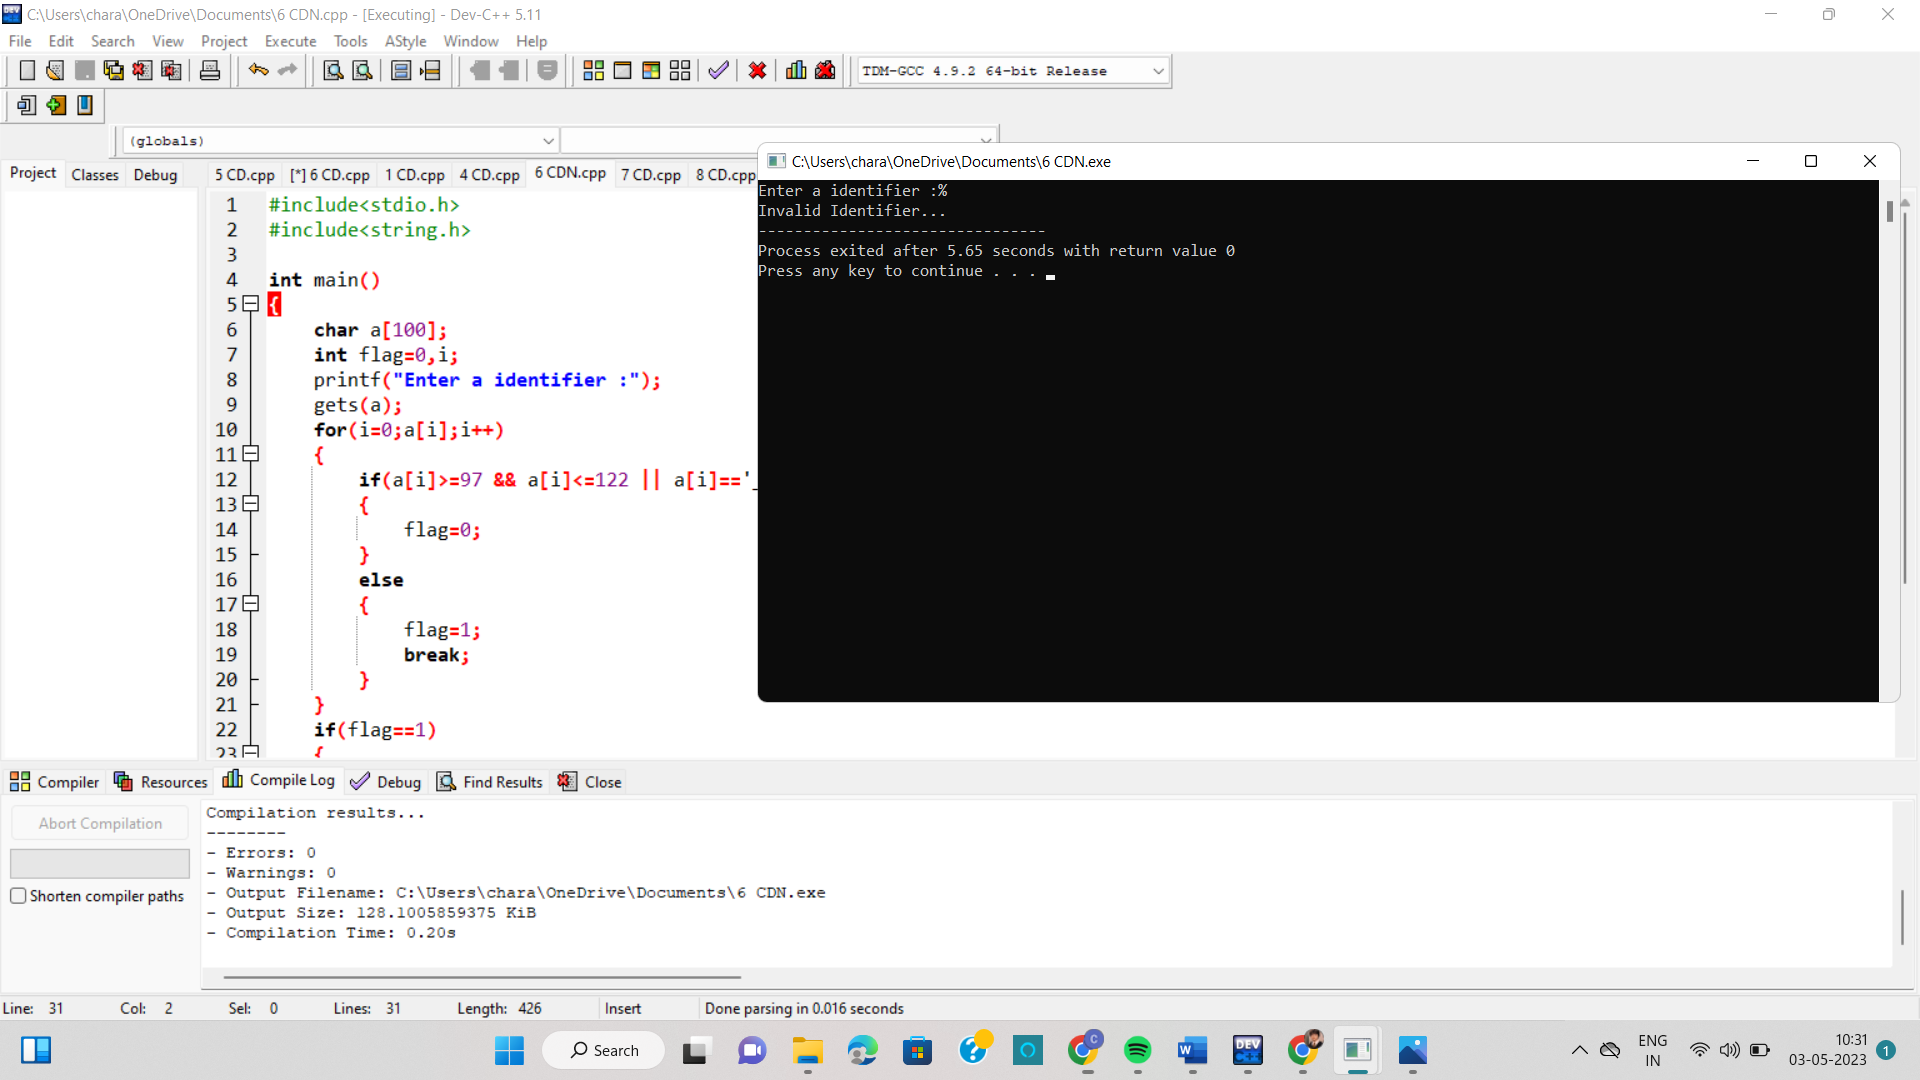 C:\Users\chara\OneDrive\Documents\6 CDN.cpp - [Executing] - Dev-C++ 5.11
File Edit Search View Project Execute Tools AStyle Window Help
TDM-GCC 4.9.2 64-bit Release
(globals)
Project Classes Debug
5 CD.cpp [*] 6 CD.cpp 1 CD.cpp 4 CD.cpp 6 CDN.cpp 7 CD.cpp 8 CD.cpp
1 #include<stdio.h>
2 #include<string.h>
3
4 int main()
5 {
6 char a[100];
7 int flag=0,i;
8 printf("Enter a identifier :");
9 gets(a);
10 for(i=0;a[i];i++)
11 {
12 if(a[i]>=97 && a[i]<=122 || a[i]=='_
13 {
14 flag=0;
15 }
16 else
17 {
18 flag=1;
19 break;
20 }
21 }
22 if(flag==1)
23 {
C:\Users\chara\OneDrive\Documents\6 CDN.exe
Enter a identifier :%
Invalid Identifier...
--------------------------------
Process exited after 5.65 seconds with return value 0
Press any key to continue . . .
Compiler Resources Compile Log Debug Find Results Close
Abort Compilation
Shorten compiler paths
Compilation results...
--------
- Errors: 0
- Warnings: 0
- Output Filename: C:\Users\chara\OneDrive\Documents\6 CDN.exe
- Output Size: 128.1005859375 KiB
- Compilation Time: 0.20s
Line: 31 Col: 2 Sel: 0 Lines: 31 Length: 426 Insert Done parsing in 0.016 seconds
Search
ENG
IN
10:31
03-05-2023
1